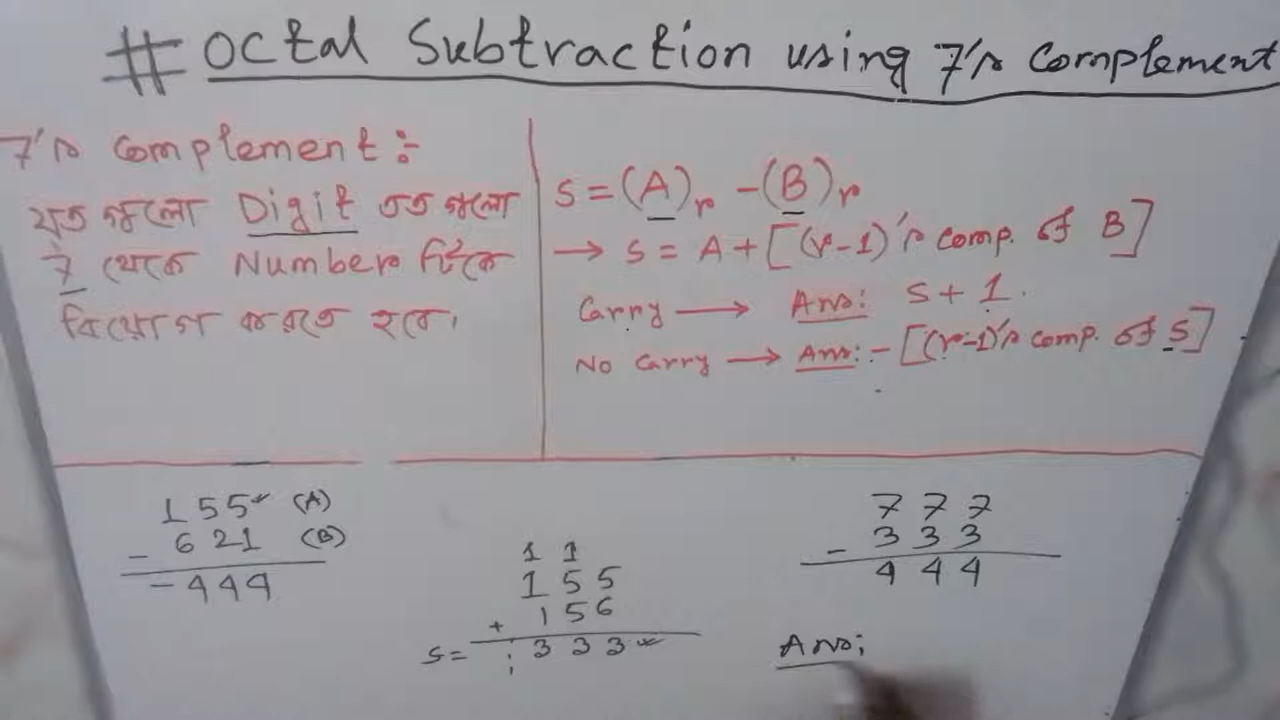 # Octal Subtraction using 7's Complement
7's complement :
যত গুলো Digit তত গুলো
7 থেকে Number টিকে
বিয়োগ করতে হবে।
S = (A)r - (B)r
→ S = A + [(r-1)'s comp. of B]
Carry → Ans: S + 1.
No Carry → Ans: - [(r-1)'s comp. of S]
155 (A)
- 621 (B)
-444
1 1
155
+ 156
S = 333
777
- 333
444
Ans: